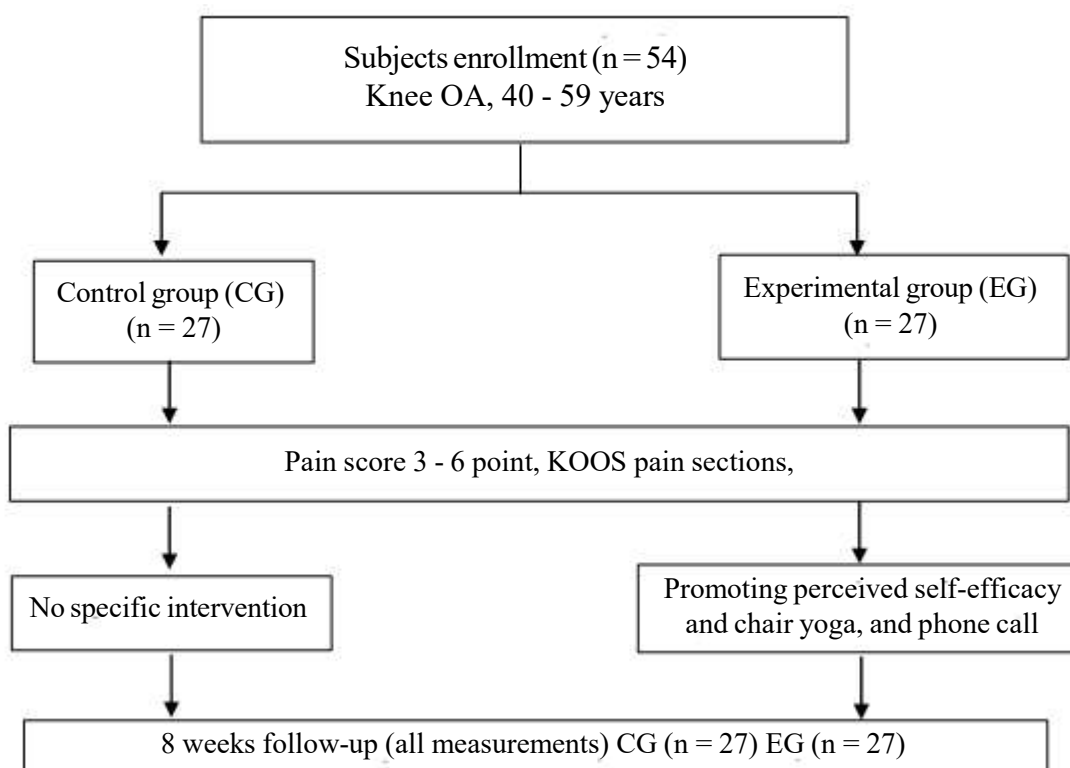 Subjects enrollment (n = 54)
Knee OA, 40 - 59 years
Control group (CG)
(n = 27)
Experimental group (EG)
(n = 27)
Pain score 3 - 6 point, KOOS pain sections,
No specific intervention
Promoting perceived self-efficacy
and chair yoga, and phone call
8 weeks follow-up (all measurements) CG (n = 27) EG (n = 27)